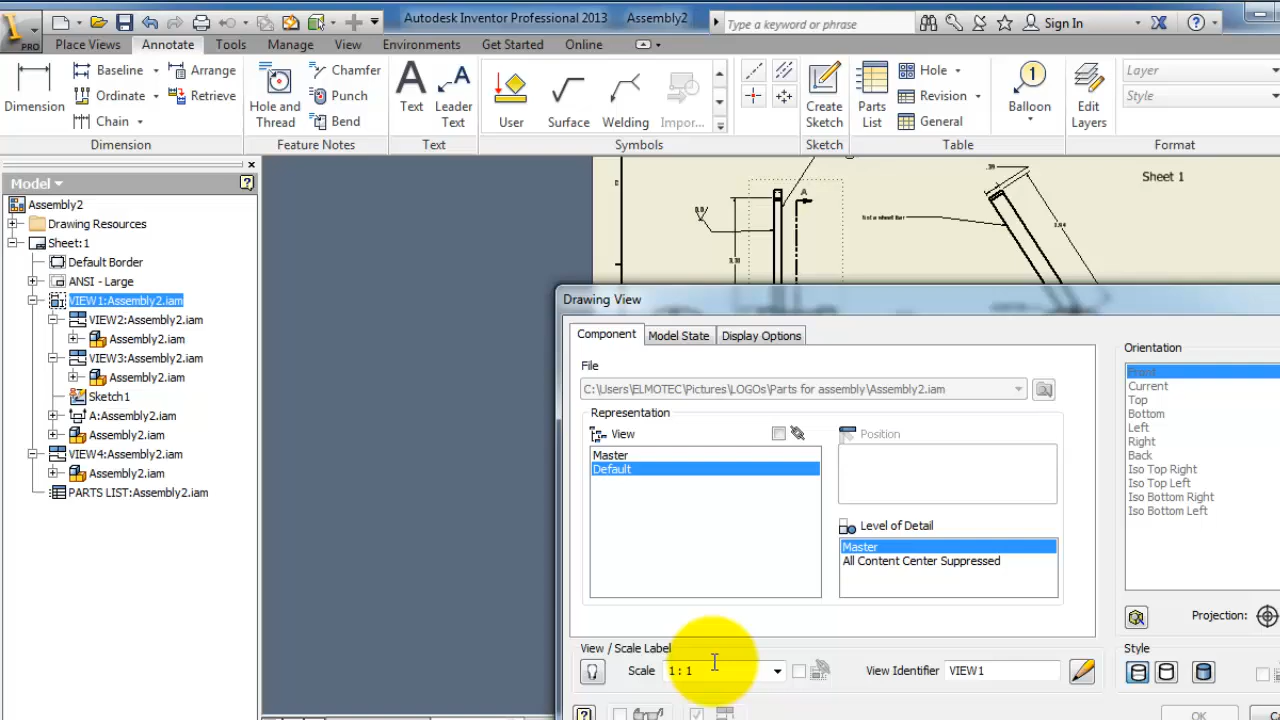 Autodesk Inventor Professional 2013 Assembly2
Type a keyword or phrase
Sign In
PRO
Place Views Annotate Tools Manage View Environments Get Started Online
Dimension
Baseline
Ordinate
Chain
Arrange
Retrieve
Dimension
Hole and Thread
Chamfer
Punch
Bend
Feature Notes
Text
Leader Text
Text
User
Surface
Welding
Impor...
Symbols
Create Sketch
Sketch
Parts List
Hole
Revision
General
Table
Balloon
Edit Layers
Layer
Style
Format
Model
Assembly2
Drawing Resources
Sheet:1
Default Border
ANSI - Large
VIEW1:Assembly2.iam
VIEW2:Assembly2.iam
Assembly2.iam
VIEW3:Assembly2.iam
Assembly2.iam
Sketch1
A:Assembly2.iam
Assembly2.iam
VIEW4:Assembly2.iam
Assembly2.iam
PARTS LIST:Assembly2.iam
Sheet 1
A
Drawing View
Component Model State Display Options
File
C:\Users\ELMOTEC\Pictures\LOGOs\Parts for assembly\Assembly2.iam
Representation
View
Master
Default
Position
Level of Detail
Master
All Content Center Suppressed
View / Scale Label
Scale 1 : 1
View Identifier VIEW1
Orientation
Front
Current
Top
Bottom
Left
Right
Back
Iso Top Right
Iso Top Left
Iso Bottom Right
Iso Bottom Left
Projection:
Style
OK